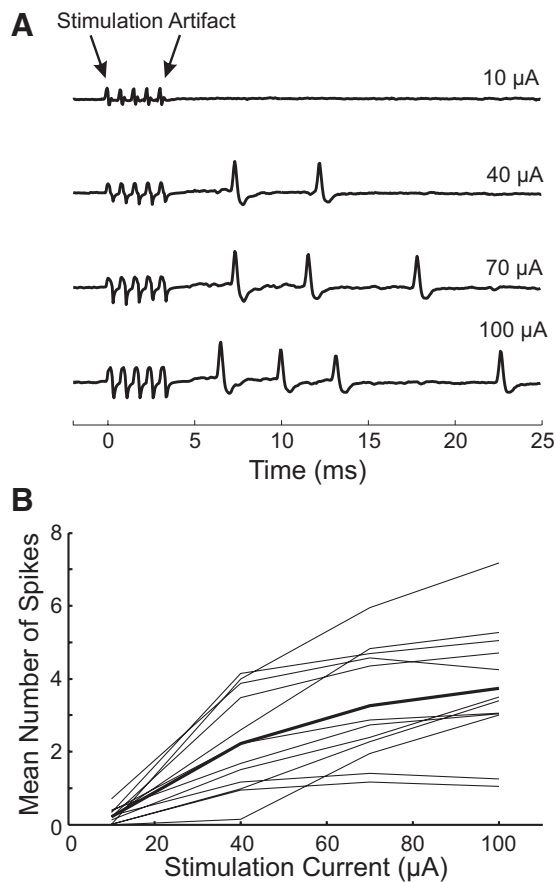 A
Stimulation Artifact
10 µA
40 µA
70 µA
100 µA
0 5 10 15 20 25
Time (ms)
B
8
6
4
2
0
Mean Number of Spikes
0 20 40 60 80 100
Stimulation Current (µA)